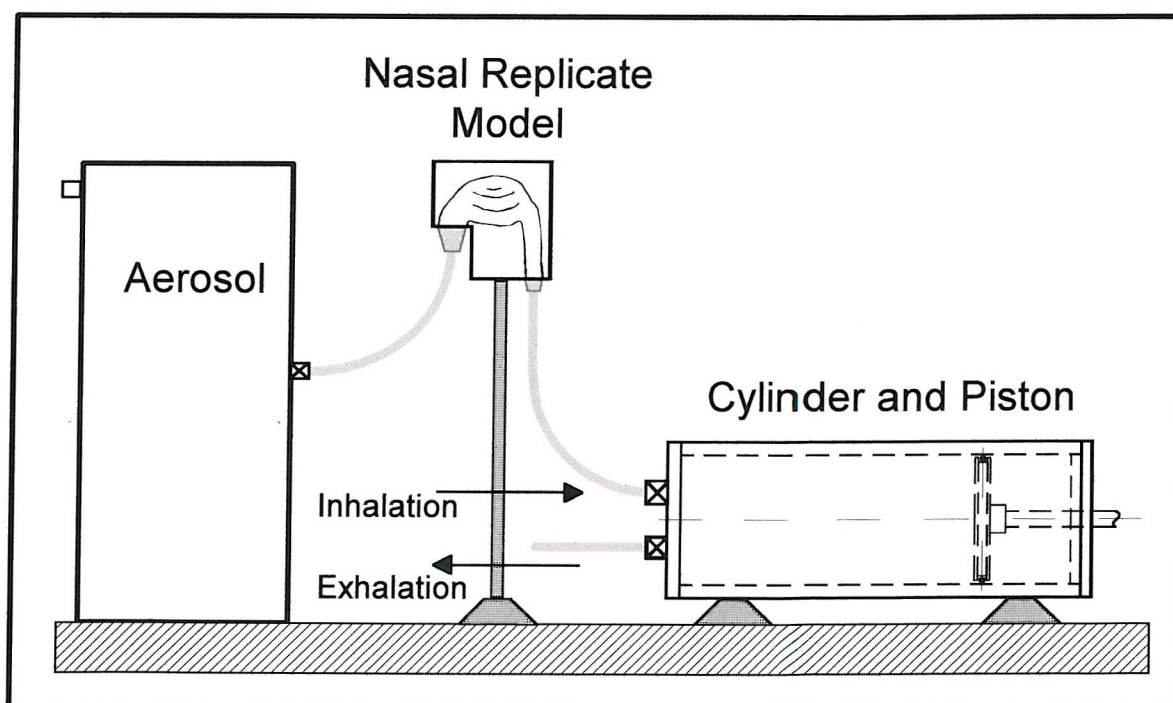 Nasal Replicate
Model
Aerosol
Cylinder and Piston
Inhalation
Exhalation